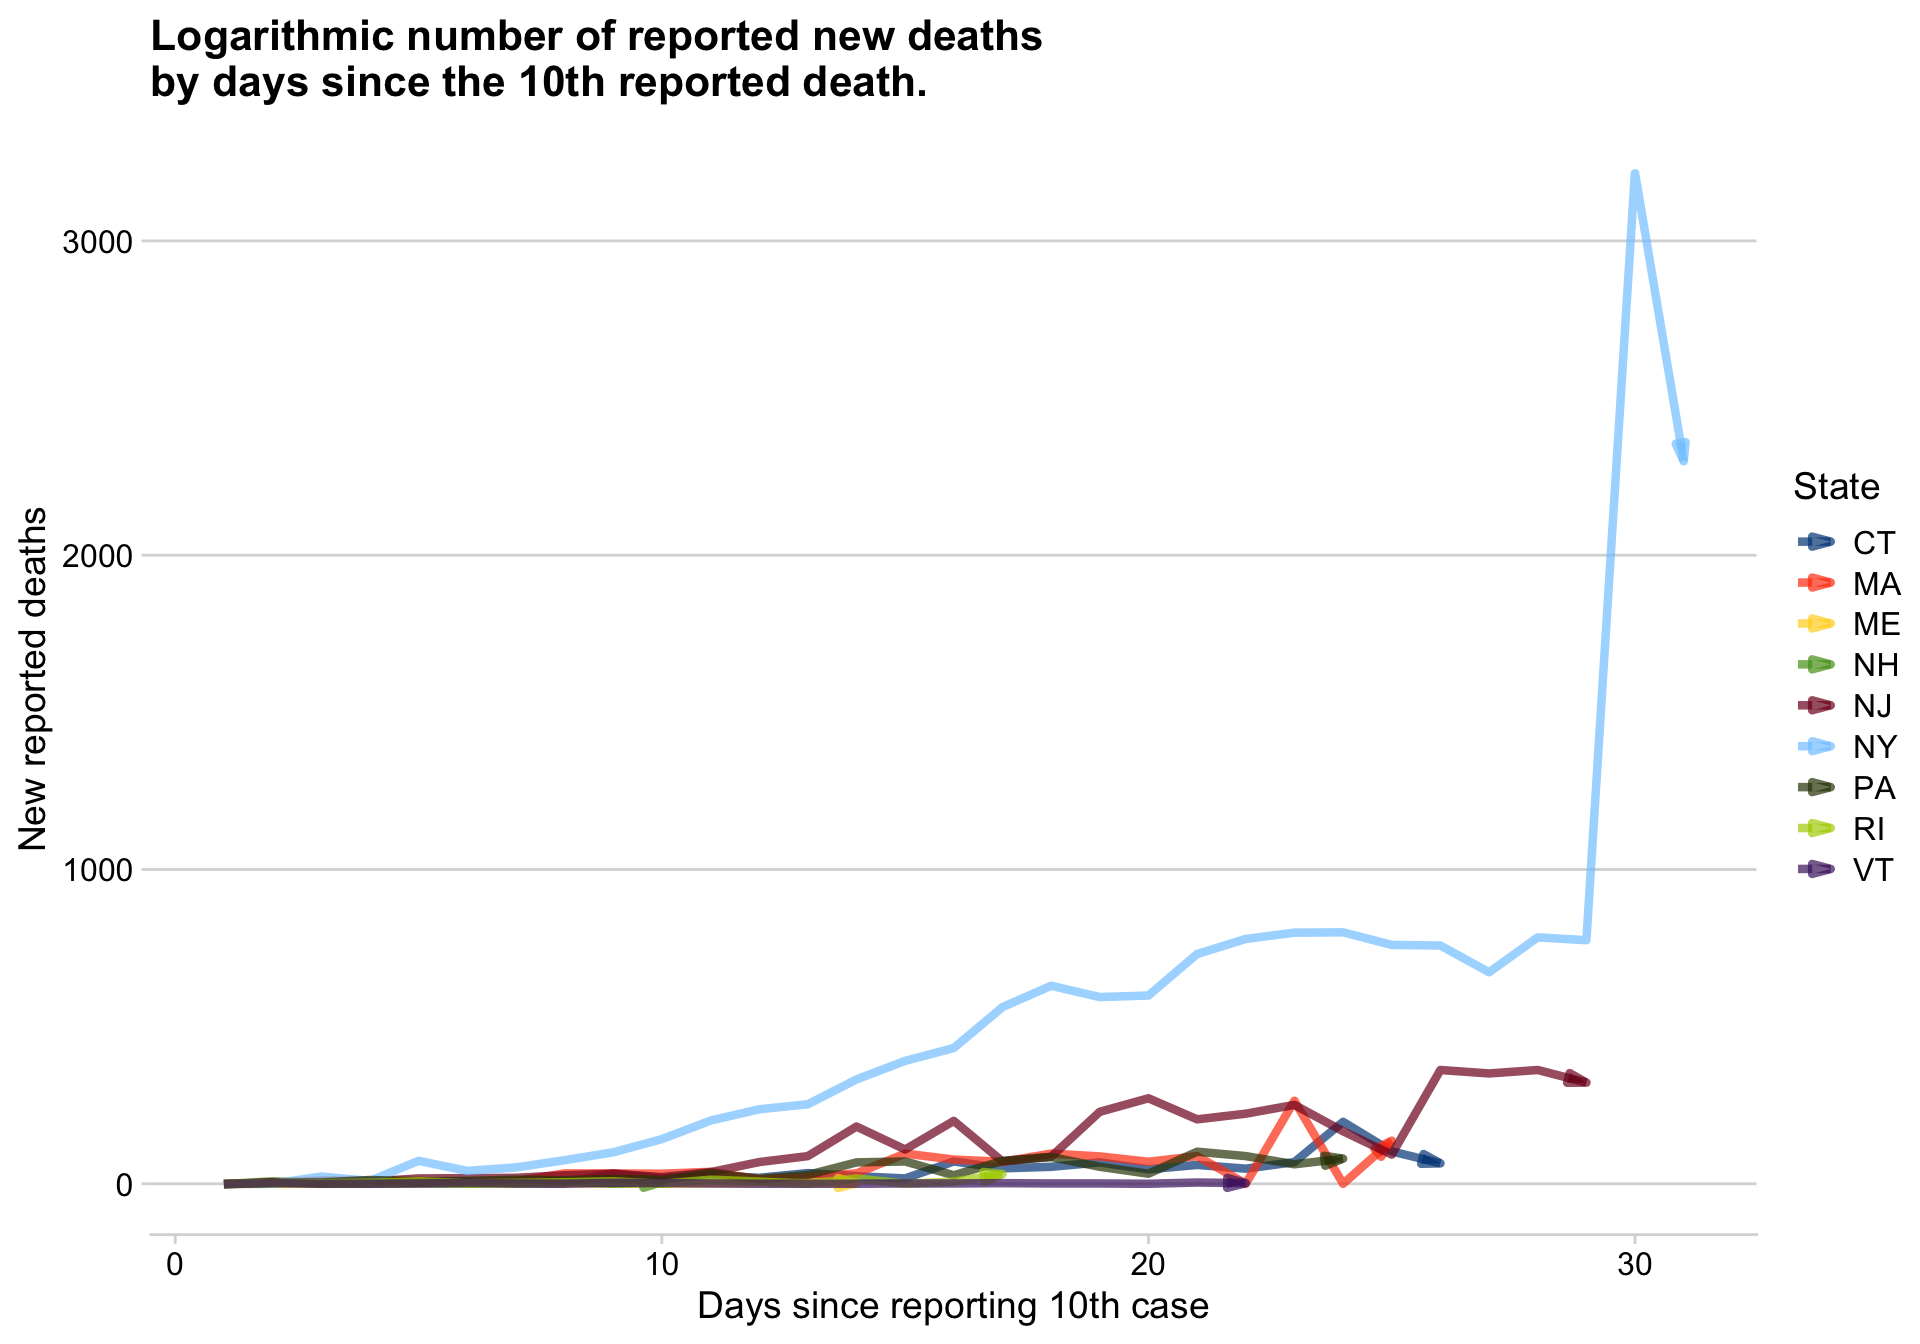 Logarithmic number of reported new deaths
by days since the 10th reported death.
New reported deaths
3000
2000
1000
0
0 10 20 30
Days since reporting 10th case
State
CT
MA
ME
NH
NJ
NY
PA
RI
VT